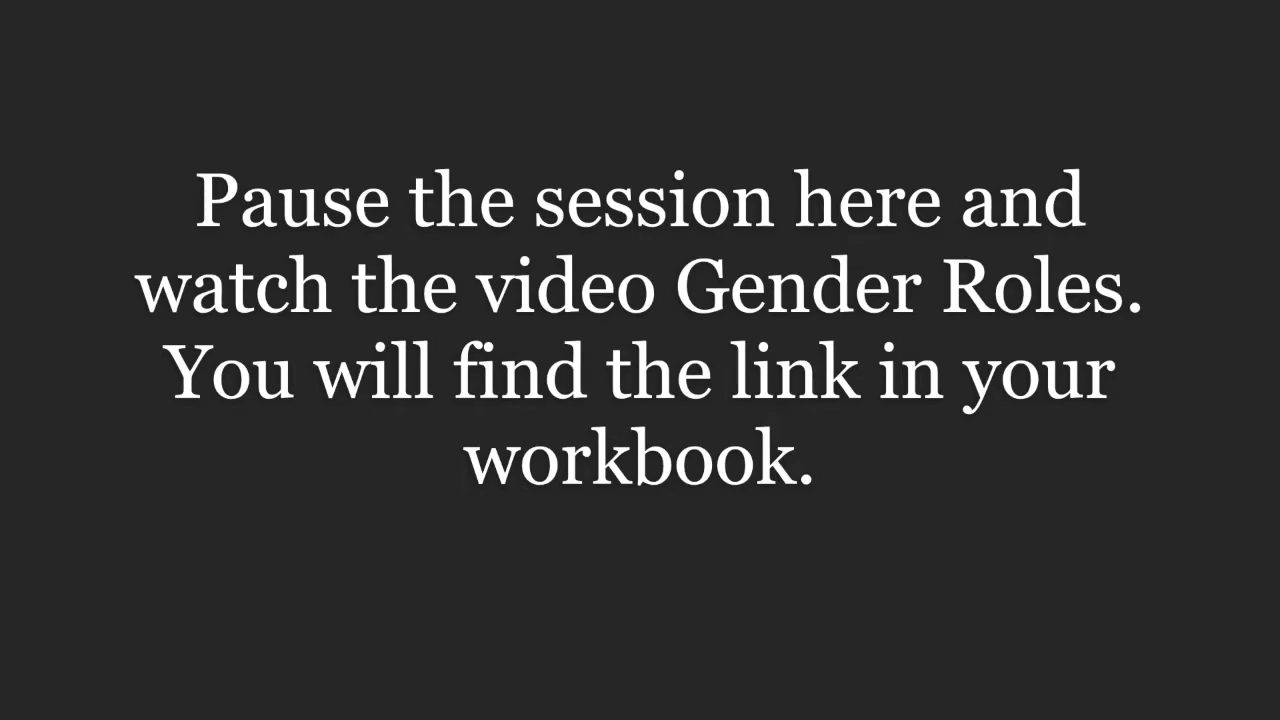 Pause the session here and
watch the video Gender Roles.
You will find the link in your
workbook.